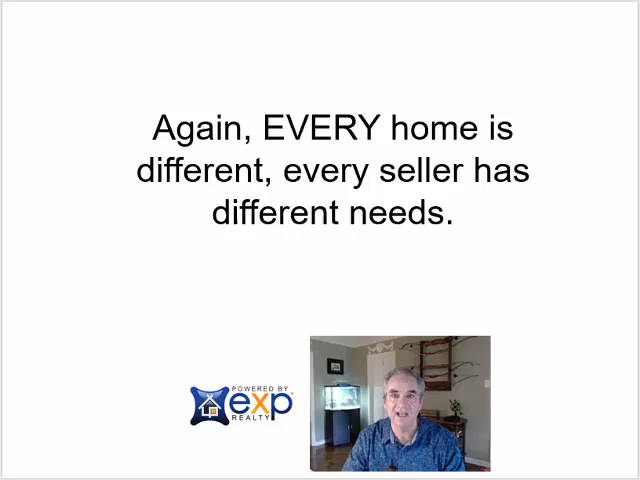 Again, EVERY home is
different, every seller has
different needs.
POWERED BY
exp
REALTY